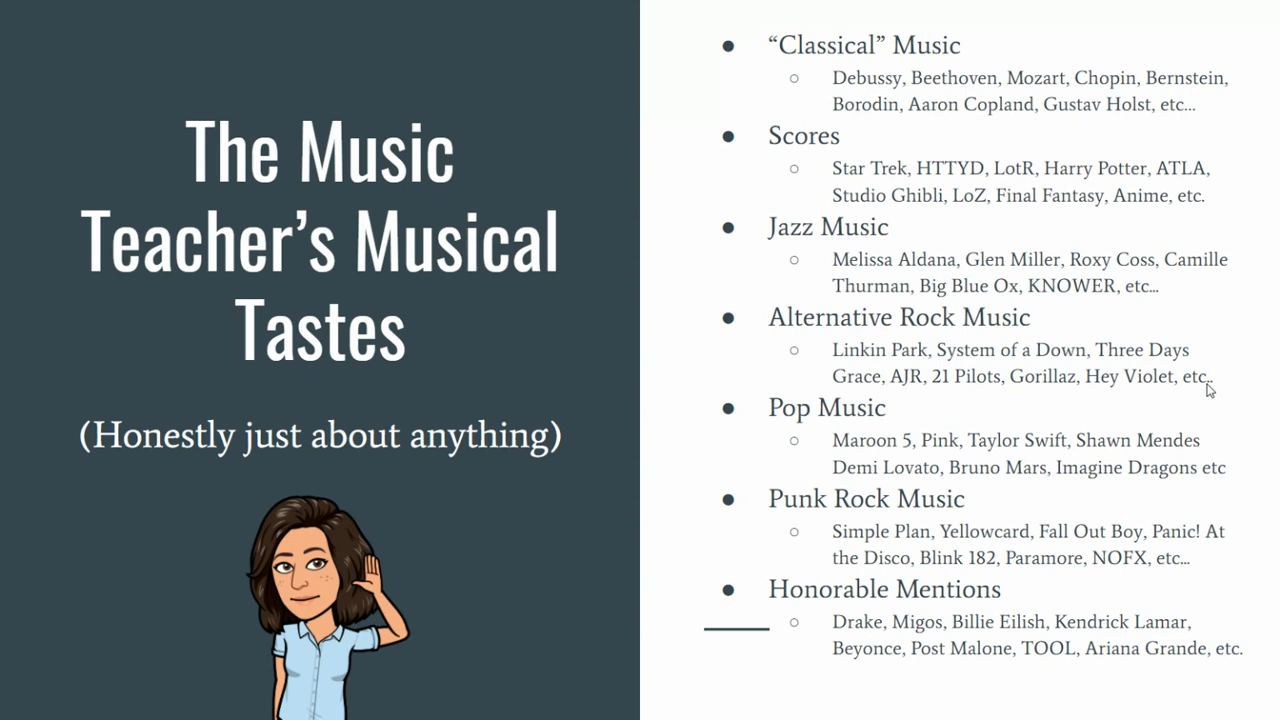 The Music
Teacher’s Musical
Tastes
(Honestly just about anything)
● “Classical” Music
○ Debussy, Beethoven, Mozart, Chopin, Bernstein,
Borodin, Aaron Copland, Gustav Holst, etc...
● Scores
○ Star Trek, HTTYD, LotR, Harry Potter, ATLA,
Studio Ghibli, LoZ, Final Fantasy, Anime, etc.
● Jazz Music
○ Melissa Aldana, Glen Miller, Roxy Coss, Camille
Thurman, Big Blue Ox, KNOWER, etc...
● Alternative Rock Music
○ Linkin Park, System of a Down, Three Days
Grace, AJR, 21 Pilots, Gorillaz, Hey Violet, etc..
● Pop Music
○ Maroon 5, Pink, Taylor Swift, Shawn Mendes
Demi Lovato, Bruno Mars, Imagine Dragons etc
● Punk Rock Music
○ Simple Plan, Yellowcard, Fall Out Boy, Panic! At
the Disco, Blink 182, Paramore, NOFX, etc...
● Honorable Mentions
○ Drake, Migos, Billie Eilish, Kendrick Lamar,
Beyonce, Post Malone, TOOL, Ariana Grande, etc.